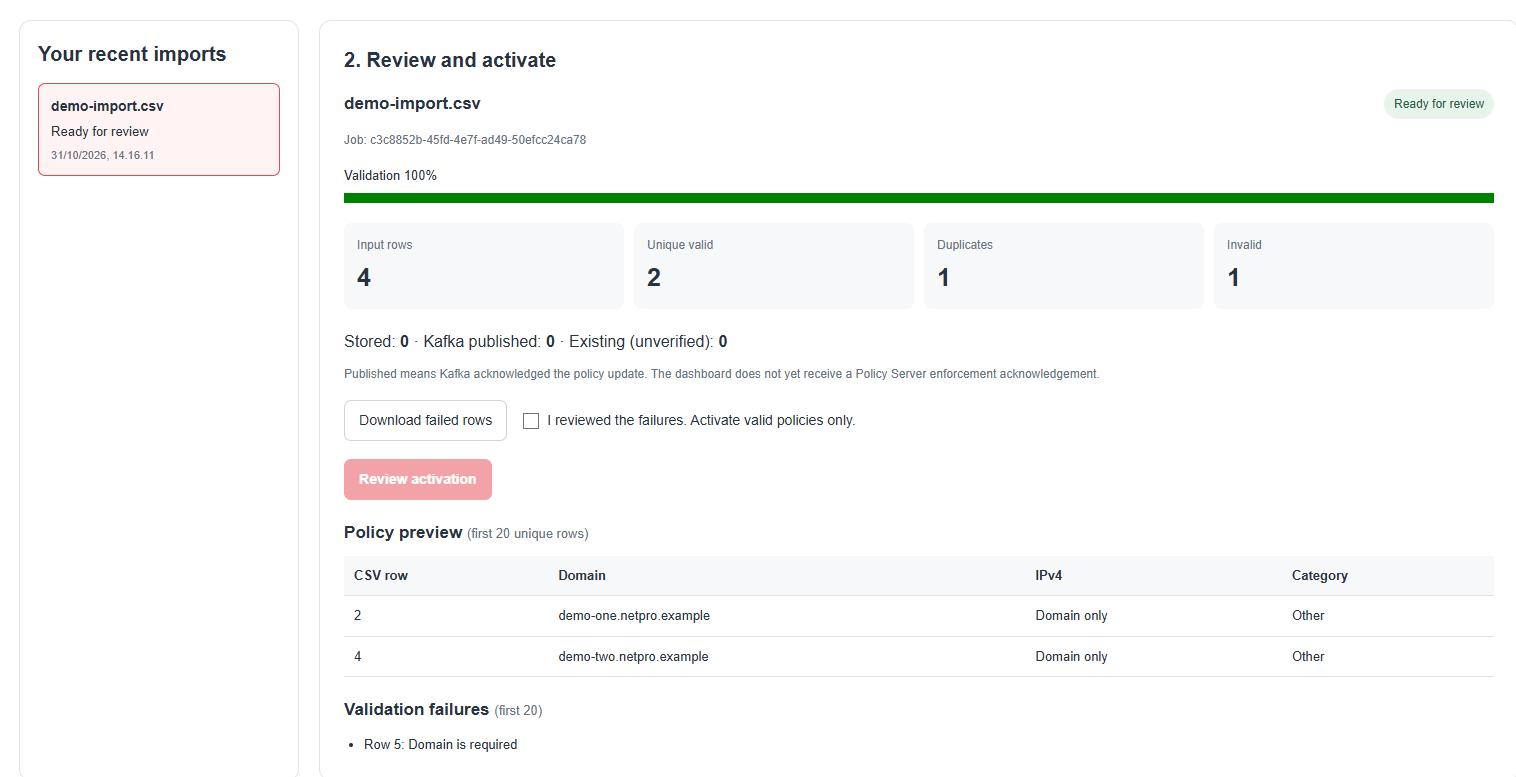 Your recent imports
demo-import.csv
Ready for review
31/10/2026, 14.16.11
2. Review and activate
demo-import.csv
Ready for review
Job: c3c8852b-45fd-4e7f-ad49-50efcc24ca78
Validation 100%
Input rows
4
Unique valid
2
Duplicates
1
Invalid
1
Stored: 0 · Kafka published: 0 · Existing (unverified): 0
Published means Kafka acknowledged the policy update. The dashboard does not yet receive a Policy Server enforcement acknowledgement.
Download failed rows
I reviewed the failures. Activate valid policies only.
Review activation
Policy preview (first 20 unique rows)
CSV row Domain IPv4 Category
2 demo-one.netpro.example Domain only Other
4 demo-two.netpro.example Domain only Other
Validation failures (first 20)
• Row 5: Domain is required